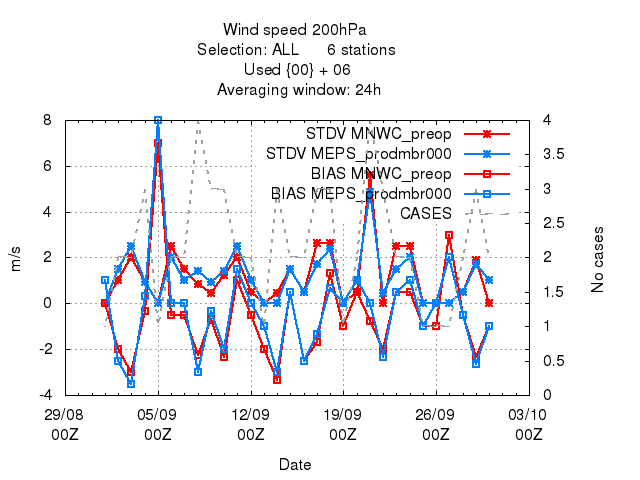 Wind speed 200hPa
Selection: ALL 6 stations
Used {00} + 06
Averaging window: 24h
STDV MNWC_preop
STDV MEPS_prodmbr000
BIAS MNWC_preop
BIAS MEPS_prodmbr000
CASES
8
6
4
2
0
-2
-4
m/s
4
3.5
3
2.5
2
1.5
1
0.5
0
No cases
29/08 05/09 12/09 19/09 26/09 03/10
00Z 00Z 00Z 00Z 00Z 00Z
Date